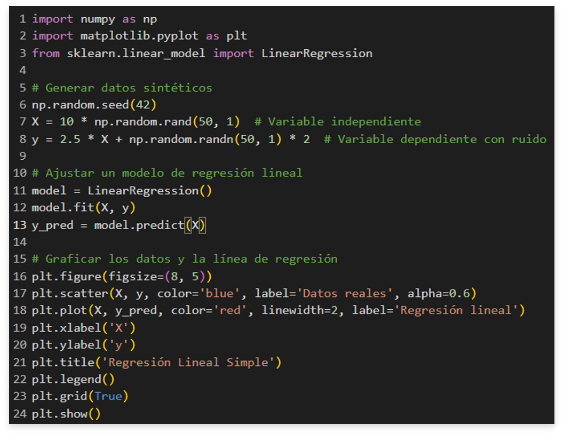 1 import numpy as np
2 import matplotlib.pyplot as plt
3 from sklearn.linear_model import LinearRegression
4
5 # Generar datos sintéticos
6 np.random.seed(42)
7 X = 10 * np.random.rand(50, 1)  # Variable independiente
8 y = 2.5 * X + np.random.randn(50, 1) * 2  # Variable dependiente con ruido
9
10 # Ajustar un modelo de regresión lineal
11 model = LinearRegression()
12 model.fit(X, y)
13 y_pred = model.predict(X)
14
15 # Graficar los datos y la línea de regresión
16 plt.figure(figsize=(8, 5))
17 plt.scatter(X, y, color='blue', label='Datos reales', alpha=0.6)
18 plt.plot(X, y_pred, color='red', linewidth=2, label='Regresión lineal')
19 plt.xlabel('X')
20 plt.ylabel('y')
21 plt.title('Regresión Lineal Simple')
22 plt.legend()
23 plt.grid(True)
24 plt.show()